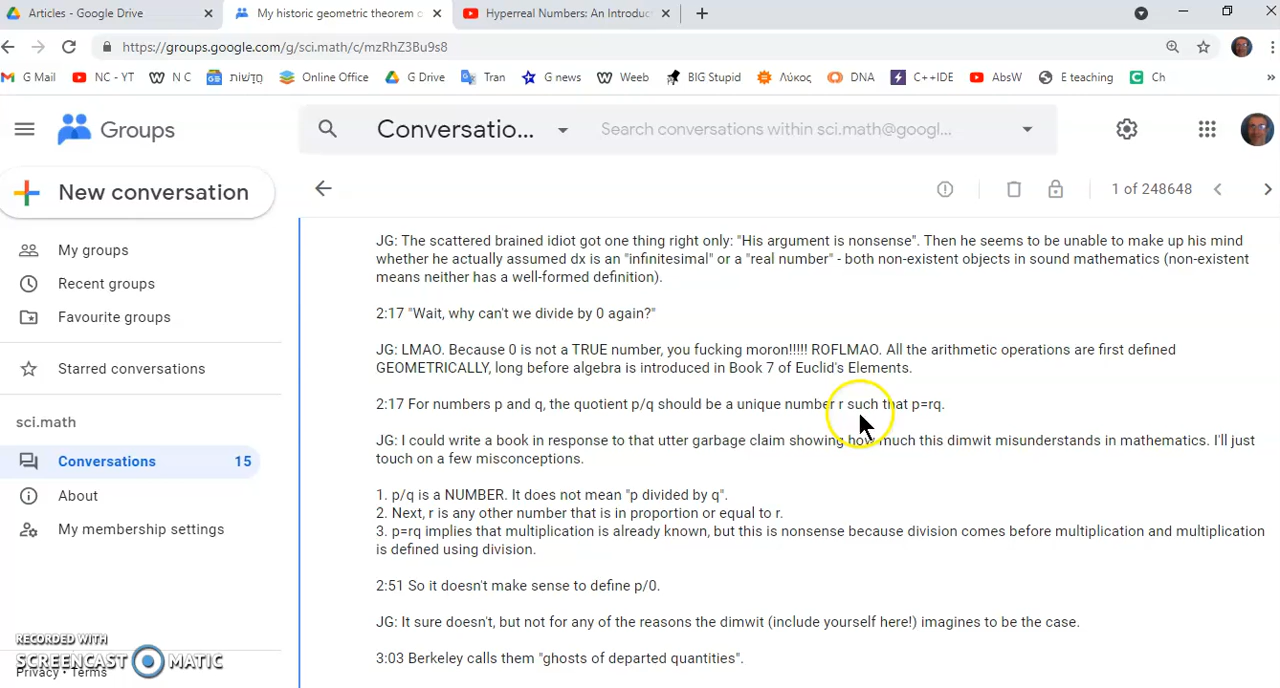 Articles - Google Drive
My historic geometric theorem o
Hyperreal Numbers: An Introduct
https://groups.google.com/g/sci.math/c/mzRhZ3Bu9s8
G Mail NC - YT N C חֲדָשׁוֹת Online Office G Drive Tran G news Weeb BIG Stupid Λύκος DNA C++IDE AbsW E teaching Ch »
Groups
Conversatio...
Search conversations within sci.math@googl...
New conversation
1 of 248648
My groups
Recent groups
Favourite groups
Starred conversations
sci.math
Conversations 15
About
My membership settings
RECORDED WITH
SCREENCAST MATIC
Privacy • Terms
JG: The scattered brained idiot got one thing right only: "His argument is nonsense". Then he seems to be unable to make up his mind
whether he actually assumed dx is an "infinitesimal" or a "real number" - both non-existent objects in sound mathematics (non-existent
means neither has a well-formed definition).
2:17 "Wait, why can't we divide by 0 again?"
JG: LMAO. Because 0 is not a TRUE number, you fucking moron!!!!! ROFLMAO. All the arithmetic operations are first defined
GEOMETRICALLY, long before algebra is introduced in Book 7 of Euclid's Elements.
2:17 For numbers p and q, the quotient p/q should be a unique number r such that p=rq.
JG: I could write a book in response to that utter garbage claim showing how much this dimwit misunderstands in mathematics. I'll just
touch on a few misconceptions.
1. p/q is a NUMBER. It does not mean "p divided by q".
2. Next, r is any other number that is in proportion or equal to r.
3. p=rq implies that multiplication is already known, but this is nonsense because division comes before multiplication and multiplication
is defined using division.
2:51 So it doesn't make sense to define p/0.
JG: It sure doesn't, but not for any of the reasons the dimwit (include yourself here!) imagines to be the case.
3:03 Berkeley calls them "ghosts of departed quantities".